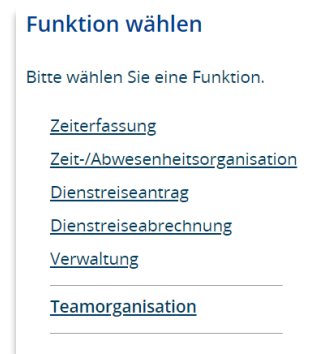 Funktion wählen
Bitte wählen Sie eine Funktion.
Zeiterfassung
Zeit-/Abwesenheitsorganisation
Dienstreiseantrag
Dienstreiseabrechnung
Verwaltung
Teamorganisation